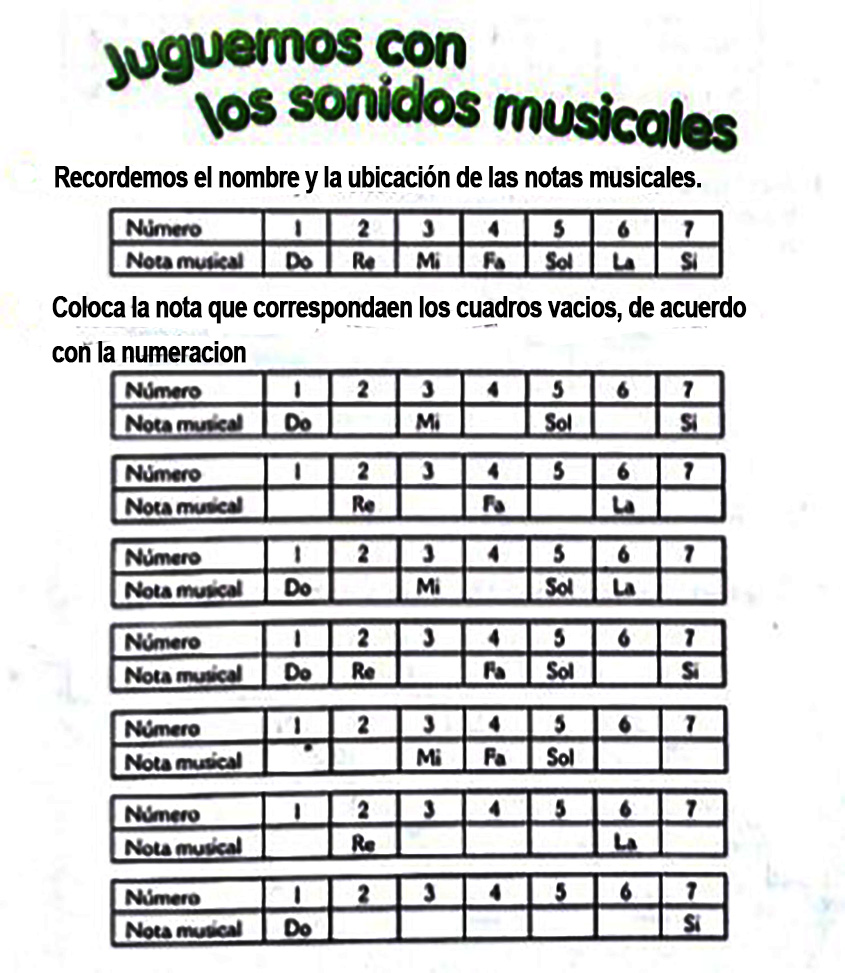 Juguemos con
los sonidos musicales
Recordemos el nombre y la ubicación de las notas musicales.
Número 1 2 3 4 5 6 7
Nota musical Do Re Mi Fa Sol La Si
Coloca la nota que correspondaen los cuadros vacios, de acuerdo
con la numeracion
Número 1 2 3 4 5 6 7
Nota musical Do Mi Sol Si
Número 1 2 3 4 5 6 7
Nota musical Re Fa La
Número 1 2 3 4 5 6 7
Nota musical Do Mi Sol La
Número 1 2 3 4 5 6 7
Nota musical Do Re Fa Sol Si
Número 1 2 3 4 5 6 7
Nota musical Mi Fa Sol
Número 1 2 3 4 5 6 7
Nota musical Re La
Número 1 2 3 4 5 6 7
Nota musical Do Si